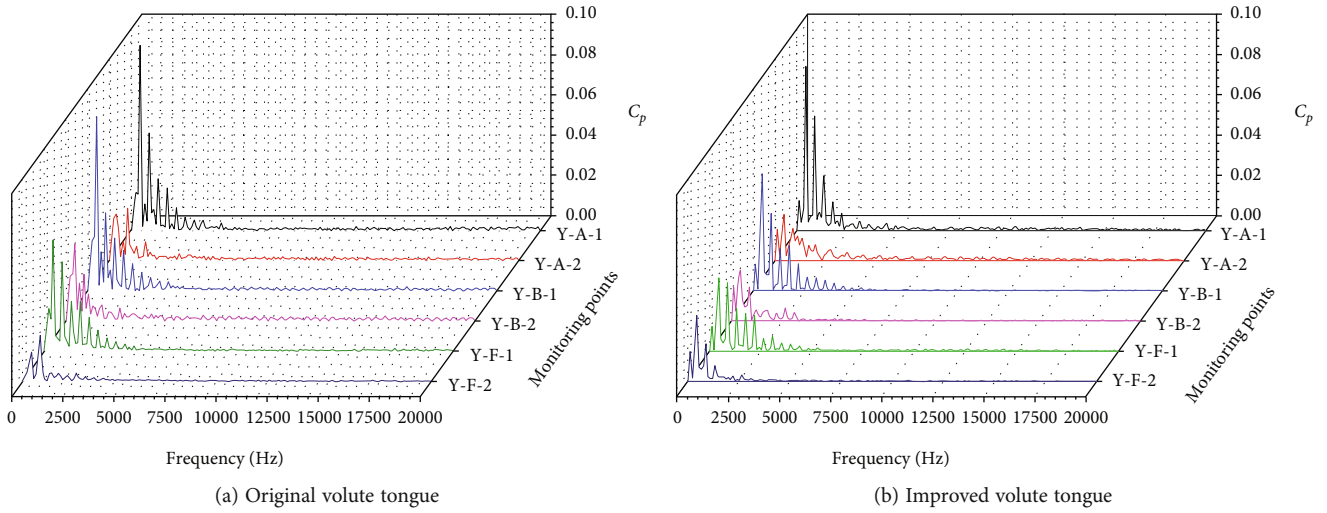 0.10
0.08
0.06
C_p
0.04
0.02
0.00
Y-A-1
Y-A-2
Y-B-1
Y-B-2
Y-F-1
Y-F-2
Monitoring points
0 2500 5000 7500 10000 12500 15000 17500 20000
Frequency (Hz)
(a) Original volute tongue
0.10
0.08
0.06
C_p
0.04
0.02
0.00
Y-A-1
Y-A-2
Y-B-1
Y-B-2
Y-F-1
Y-F-2
Monitoring points
0 2500 5000 7500 10000 12500 15000 17500 20000
Frequency (Hz)
(b) Improved volute tongue